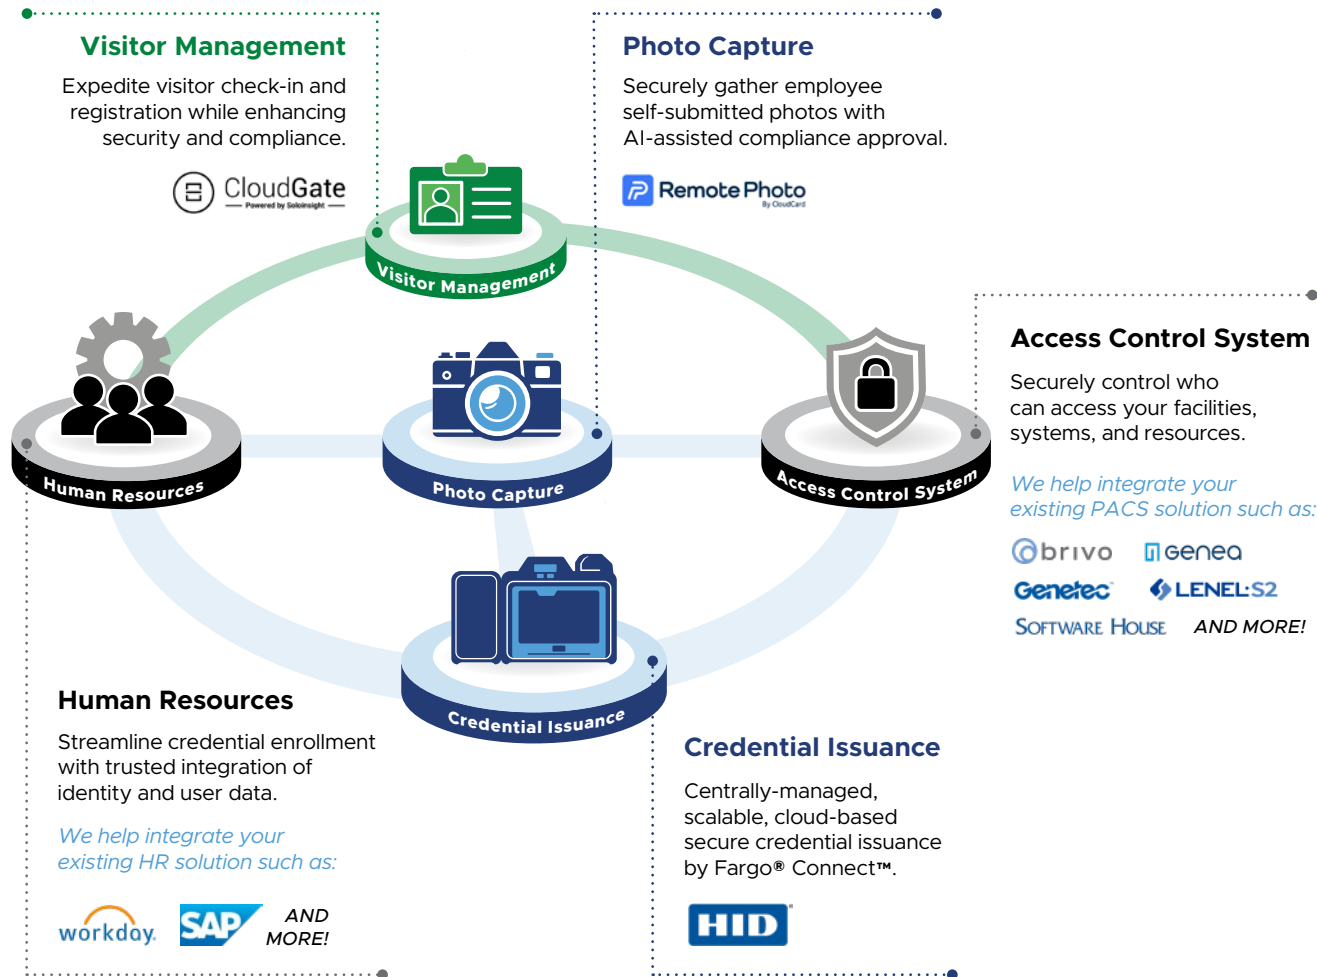 Visitor Management
Expedite visitor check-in and
registration while enhancing
security and compliance.
CloudGate
Powered by Soloinsight
Photo Capture
Securely gather employee
self-submitted photos with
AI-assisted compliance approval.
Remote Photo
By CloudCard
Visitor Management
Human Resources
Photo Capture
Access Control System
Credential Issuance
Access Control System
Securely control who
can access your facilities,
systems, and resources.
We help integrate your
existing PACS solution such as:
brivo
Genea
Genetec™
LENEL:S2
SOFTWARE HOUSE
AND MORE!
Human Resources
Streamline credential enrollment
with trusted integration of
identity and user data.
We help integrate your
existing HR solution such as:
workday.
SAP
AND
MORE!
Credential Issuance
Centrally-managed,
scalable, cloud-based
secure credential issuance
by Fargo® Connect™.
HID®